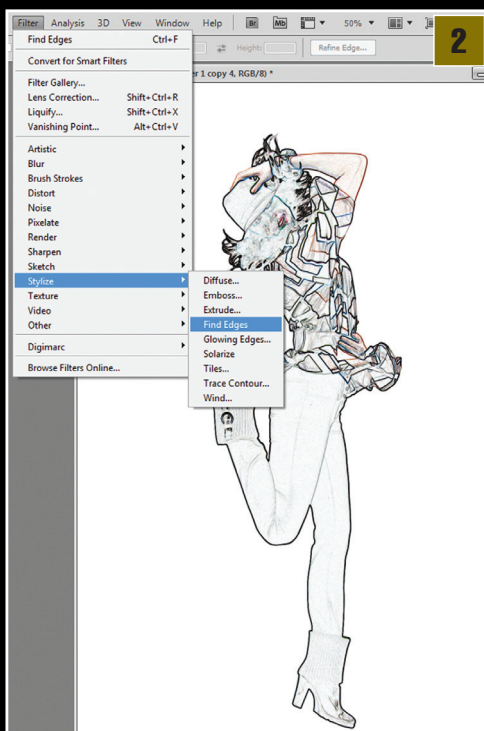 Filter Analysis 3D View Window Help Br Mb 50%
2
Find Edges Ctrl+F
Height: Refine Edge...
Convert for Smart Filters
er 1 copy 4, RGB/8) *
Filter Gallery...
Lens Correction... Shift+Ctrl+R
Liquify... Shift+Ctrl+X
Vanishing Point... Alt+Ctrl+V
Artistic
Blur
Brush Strokes
Distort
Noise
Pixelate
Render
Sharpen
Sketch
Stylize
Texture
Video
Other
Digimarc
Browse Filters Online...
Diffuse...
Emboss...
Extrude...
Find Edges
Glowing Edges...
Solarize
Tiles...
Trace Contour...
Wind...